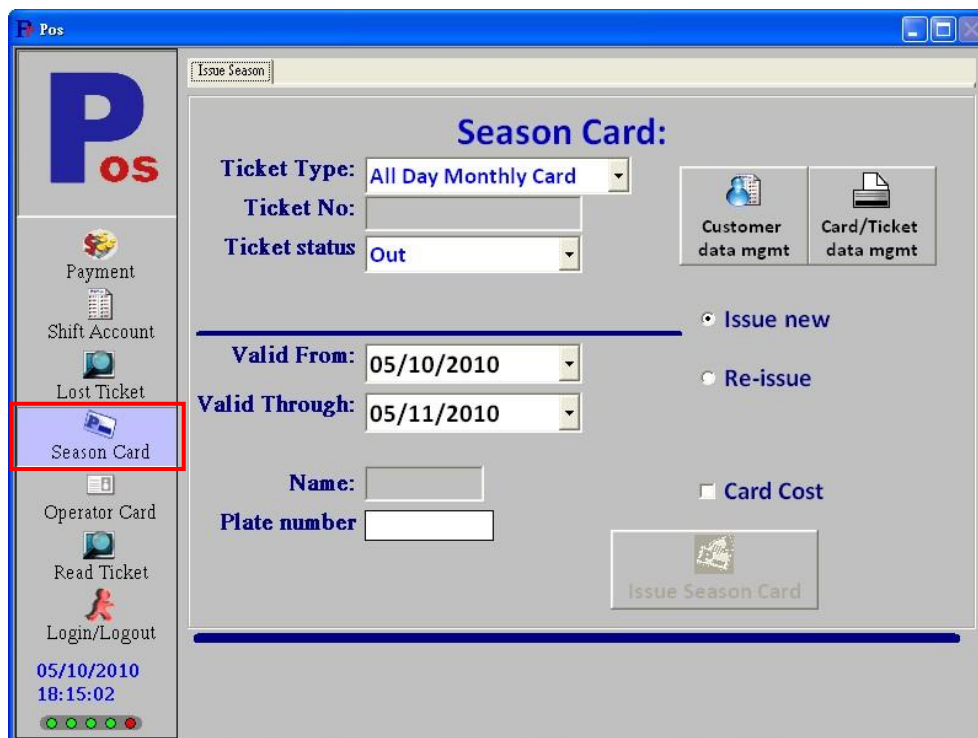 Pos
Issue Season
P
os
Season Card:
Ticket Type: All Day Monthly Card
Ticket No:
Ticket status Out
Customer data mgmt
Card/Ticket data mgmt
Issue new
Re-issue
Valid From: 05/10/2010
Valid Through: 05/11/2010
Name:
Plate number
Card Cost
Issue Season Card
Payment
Shift Account
Lost Ticket
Season Card
Operator Card
Read Ticket
Login/Logout
05/10/2010
18:15:02